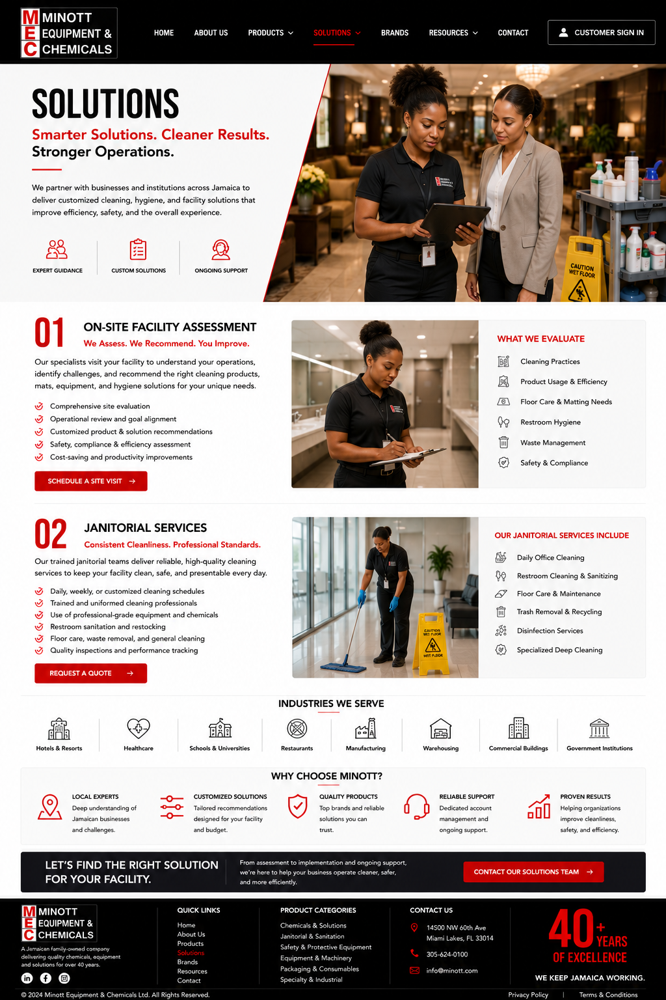 MEC
MINOTT
EQUIPMENT &
CHEMICALS
HOME
ABOUT US
PRODUCTS
SOLUTIONS
BRANDS
RESOURCES
CONTACT
CUSTOMER SIGN IN
SOLUTIONS
Smarter Solutions. Cleaner Results.
Stronger Operations.
We partner with businesses and institutions across Jamaica to
deliver customized cleaning, hygiene, and facility solutions that
improve efficiency, safety, and the overall experience.
EXPERT GUIDANCE
CUSTOM SOLUTIONS
ONGOING SUPPORT
CAUTION
WET FLOOR
01
ON-SITE FACILITY ASSESSMENT
We Assess. We Recommend. You Improve.
Our specialists visit your facility to understand your operations,
identify challenges, and recommend the right cleaning products,
mats, equipment, and hygiene solutions for your unique needs.
Comprehensive site evaluation
Operational review and goal alignment
Customized product & solution recommendations
Safety, compliance & efficiency assessment
Cost-saving and productivity improvements
SCHEDULE A SITE VISIT →
WHAT WE EVALUATE
Cleaning Practices
Product Usage & Efficiency
Floor Care & Matting Needs
Restroom Hygiene
Waste Management
Safety & Compliance
02
JANITORIAL SERVICES
Consistent Cleanliness. Professional Standards.
Our trained janitorial teams deliver reliable, high-quality cleaning
services to keep your facility clean, safe, and presentable every day.
Daily, weekly, or customized cleaning schedules
Trained and uniformed cleaning professionals
Use of professional-grade equipment and chemicals
Restroom sanitation and restocking
Floor care, waste removal, and general cleaning
Quality inspections and performance tracking
REQUEST A QUOTE →
OUR JANITORIAL SERVICES INCLUDE
Daily Office Cleaning
Restroom Cleaning & Sanitizing
Floor Care & Maintenance
Trash Removal & Recycling
Disinfection Services
Specialized Deep Cleaning
INDUSTRIES WE SERVE
Hotels & Resorts
Healthcare
Schools & Universities
Restaurants
Manufacturing
Warehousing
Commercial Buildings
Government Institutions
WHY CHOOSE MINOTT?
LOCAL EXPERTS
Deep understanding of
Jamaican businesses
and challenges.
CUSTOMIZED SOLUTIONS
Tailored recommendations
designed for your facility
and budget.
QUALITY PRODUCTS
Top brands and reliable
solutions you can
trust.
RELIABLE SUPPORT
Dedicated account
management and
ongoing support.
PROVEN RESULTS
Helping organizations
improve cleanliness,
safety, and efficiency.
LET'S FIND THE RIGHT SOLUTION
FOR YOUR FACILITY.
From assessment to implementation and ongoing support,
we're here to help your business operate cleaner, safer,
and more efficiently.
CONTACT OUR SOLUTIONS TEAM →
MEC
MINOTT
EQUIPMENT &
CHEMICALS
A Jamaican family-owned company
delivering quality chemicals, equipment
and solutions for over 40 years.
QUICK LINKS
Home
About Us
Products
Solutions
Brands
Resources
Contact
PRODUCT CATEGORIES
Chemicals & Solutions
Janitorial & Sanitation
Safety & Protective Equipment
Equipment & Machinery
Packaging & Consumables
Specialty & Industrial
CONTACT US
14500 NW 60th Ave
Miami Lakes, FL 33014
305-624-0100
info@minott.com
40+
YEARS
OF EXCELLENCE
WE KEEP JAMAICA WORKING.
© 2024 Minott Equipment & Chemicals Ltd. All Rights Reserved.
Privacy Policy | Terms & Conditions